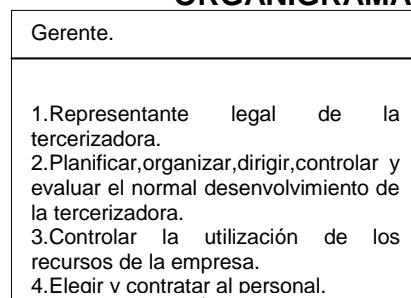 ORGANIGRAMA
Gerente.
1.Representante legal de la
tercerizadora.
2.Planificar,organizar,dirigir,controlar y
evaluar el normal desenvolvimiento de
la tercerizadora.
3.Controlar la utilización de los
recursos de la empresa.
4.Elegir y contratar al personal.